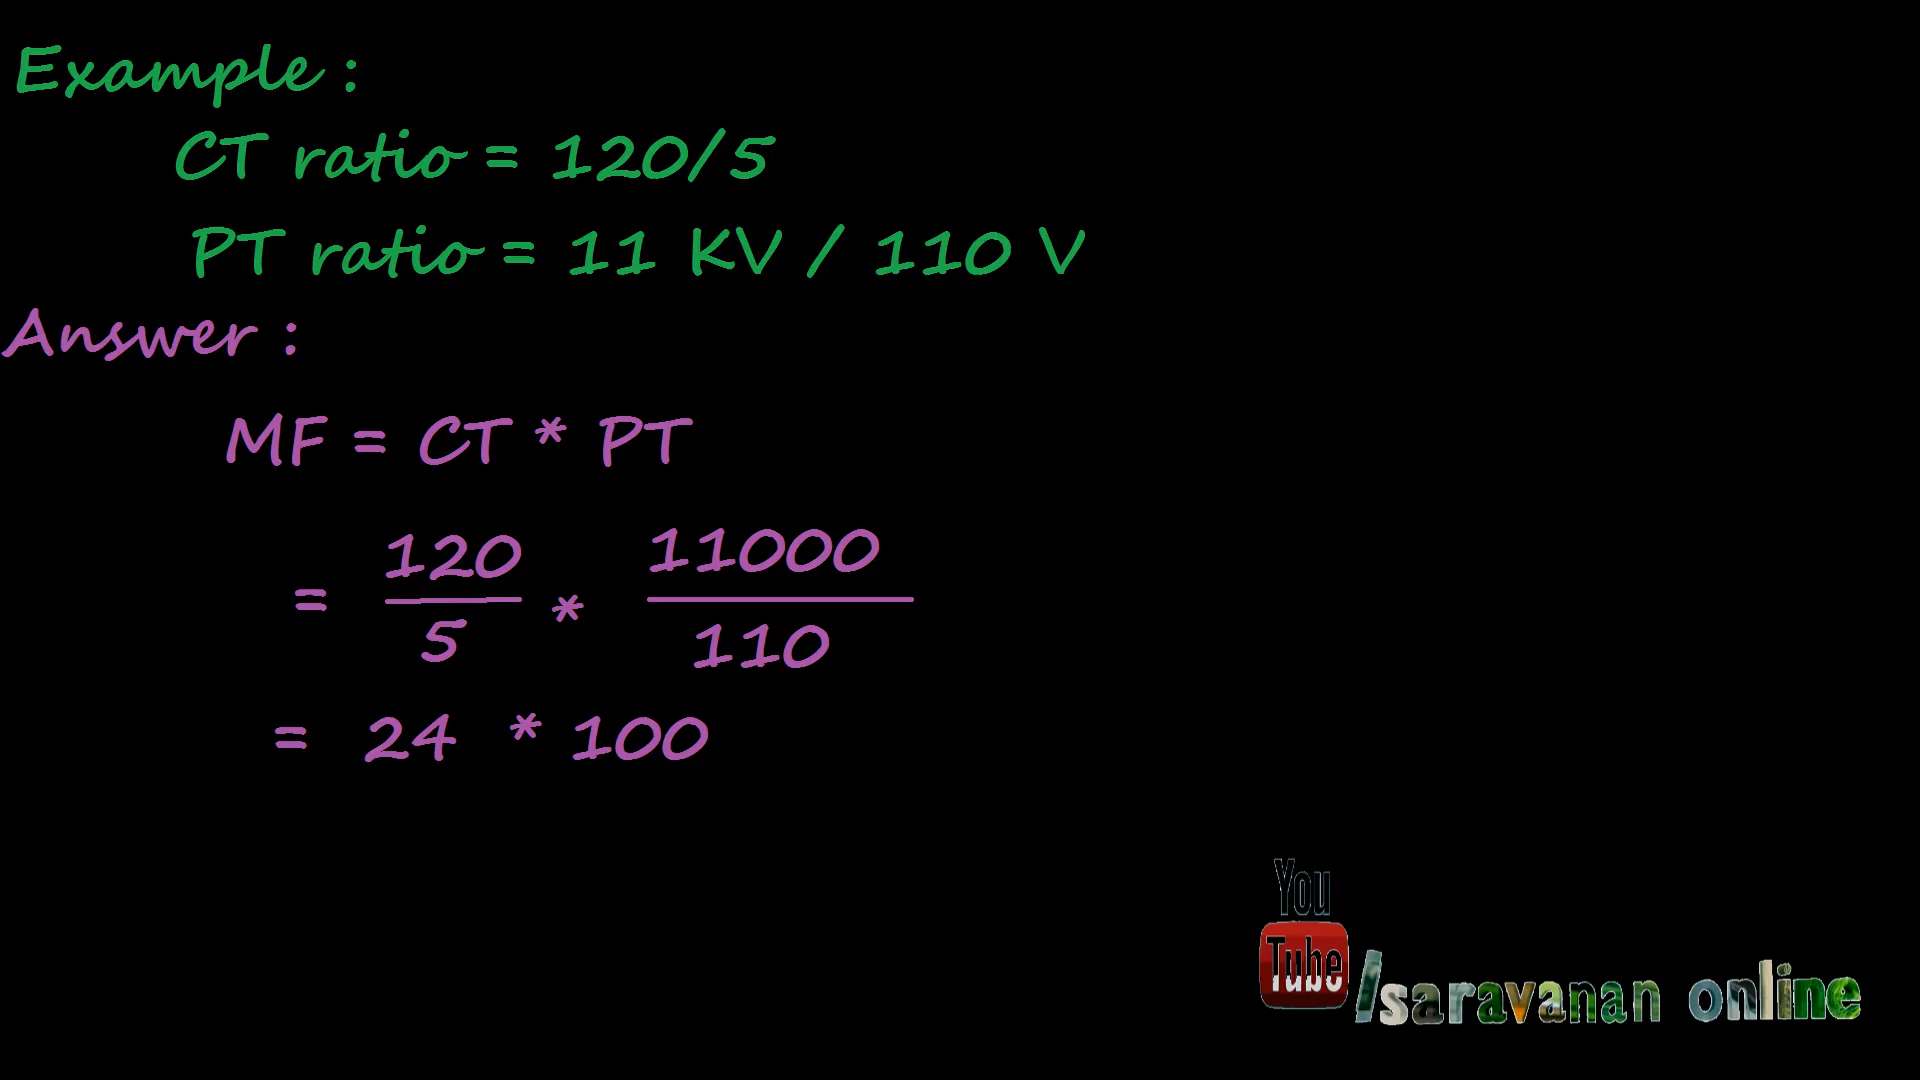 Example :
CT ratio = 120/5
PT ratio = 11 KV / 110 V
Answer :
MF = CT * PT
= 120/5 * 11000/110
= 24 * 100
You
Tube /saravanan online